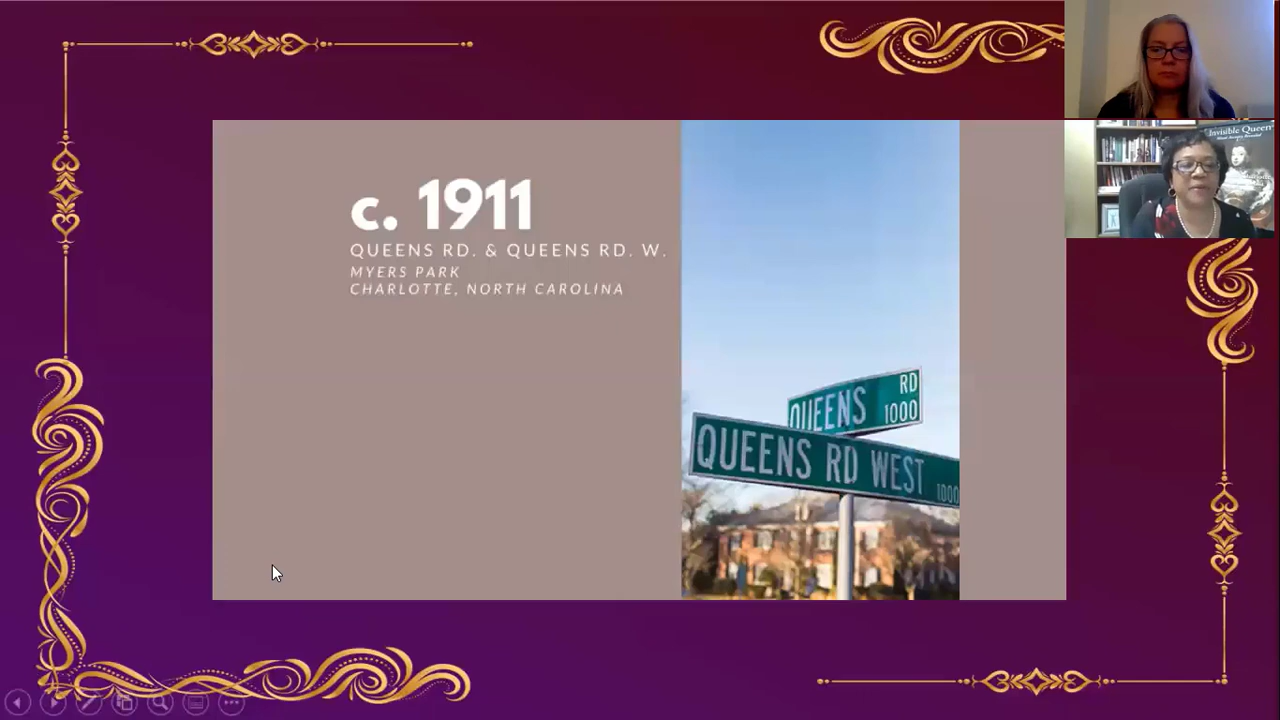 c. 1911
QUEENS RD. & QUEENS RD. W.
MYERS PARK
CHARLOTTE, NORTH CAROLINA
QUEENS RD
1000
QUEENS RD WEST
1000
Invisible Queen